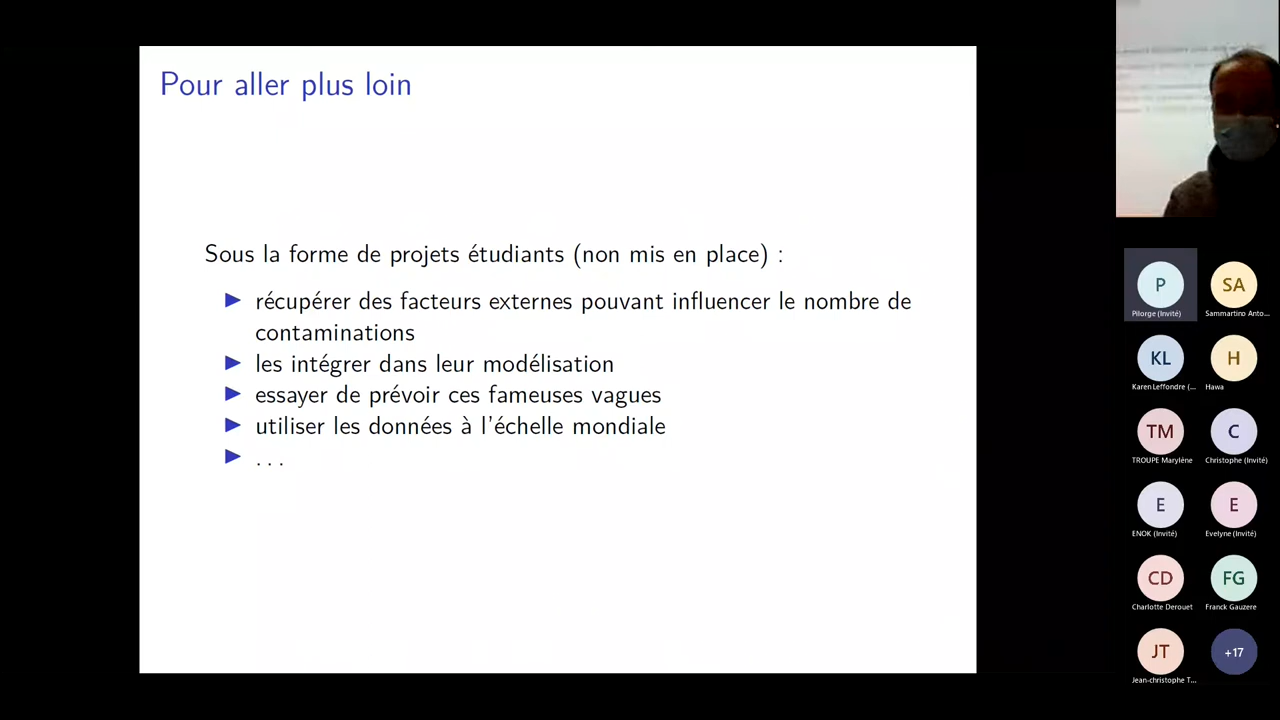 Pour aller plus loin
Sous la forme de projets étudiants (non mis en place) :
récupérer des facteurs externes pouvant influencer le nombre de
contaminations
les intégrer dans leur modélisation
essayer de prévoir ces fameuses vagues
utiliser les données à l'échelle mondiale
...
P
Pilorge (Invité)
SA
Sammartino Anto...
KL
Karen Leffondre (...
H
Hawa
TM
TROUPE Marylène
C
Christophe (Invité)
E
ENOK (Invité)
E
Evelyne (Invité)
CD
Charlotte Derouet
FG
Franck Gauzere
JT
Jean-christophe T...
+17